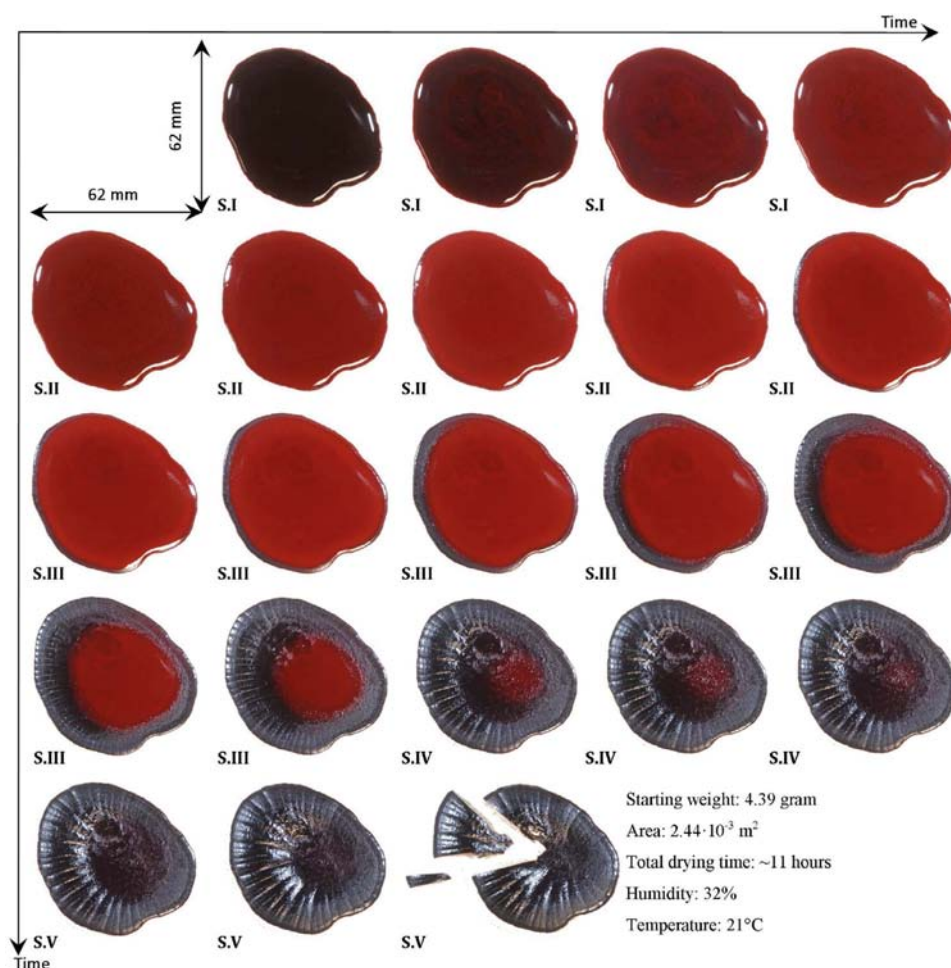 Time
62 mm
62 mm
S.I
S.I
S.I
S.I
S.II
S.II
S.II
S.II
S.II
S.III
S.III
S.III
S.III
S.III
S.III
S.III
S.IV
S.IV
S.IV
Starting weight: 4.39 gram
Area: 2.44·10⁻³ m²
Total drying time: ~11 hours
Humidity: 32%
Temperature: 21°C
S.V
S.V
S.V
Time